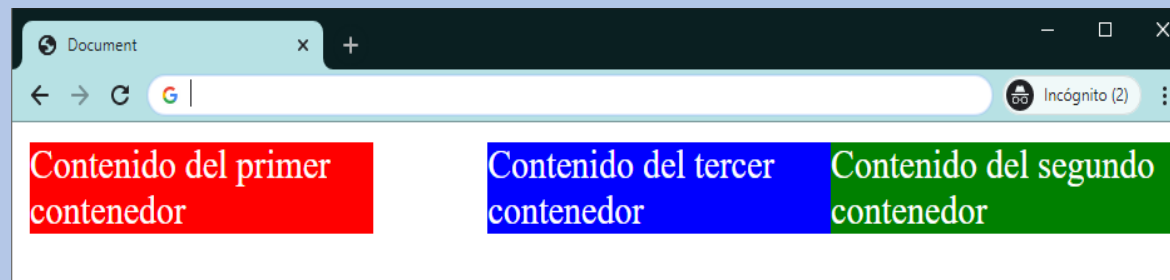 Document
Incógnito (2)
Contenido del primer
contenedor
Contenido del tercer
contenedor
Contenido del segundo
contenedor